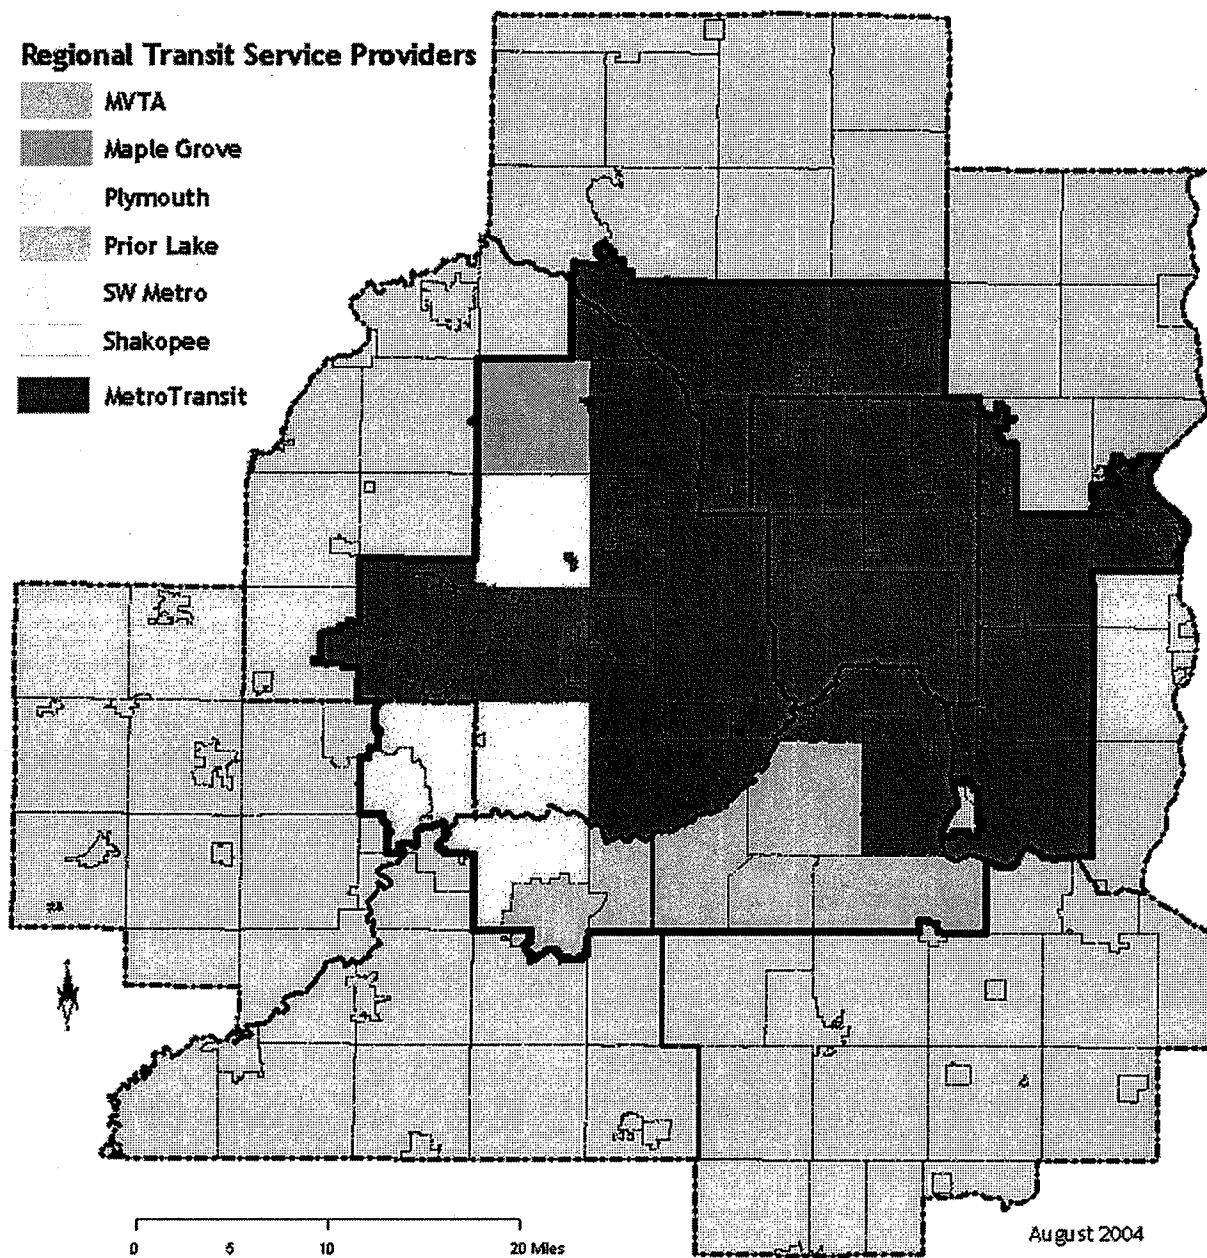 Regional Transit Service Providers
MVTA
Maple Grove
Plymouth
Prior Lake
SW Metro
Shakopee
MetroTransit
0 5 10 20 Miles
August 2004